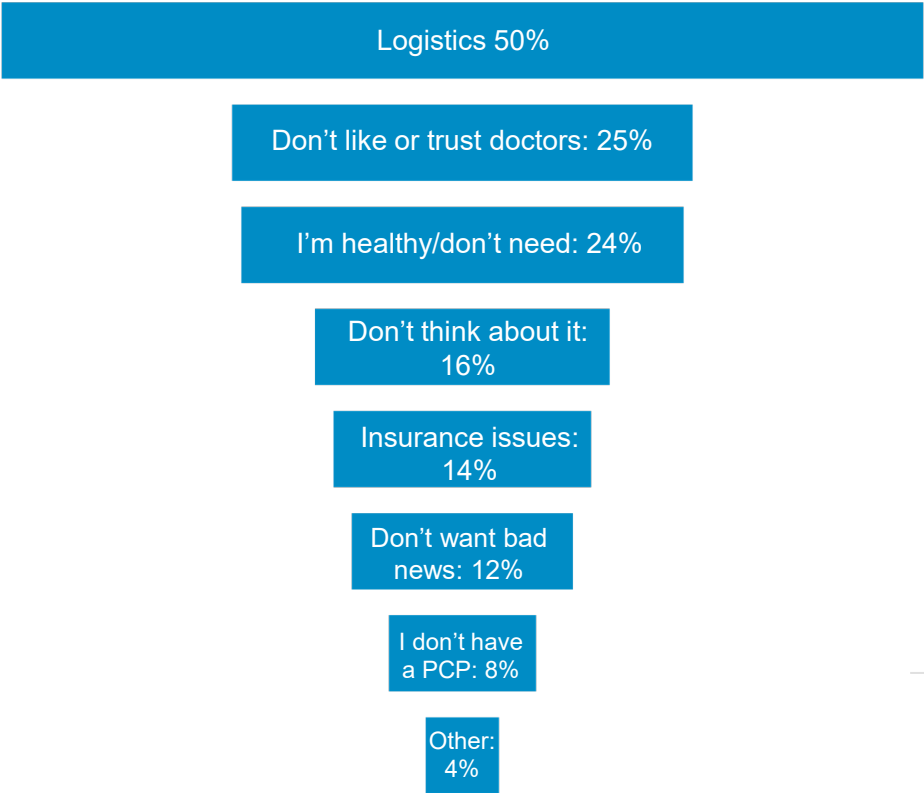 Logistics 50%
Don’t like or trust doctors: 25%
I’m healthy/don’t need: 24%
Don’t think about it:
16%
Insurance issues:
14%
Don’t want bad
news: 12%
I don’t have
a PCP: 8%
Other:
4%